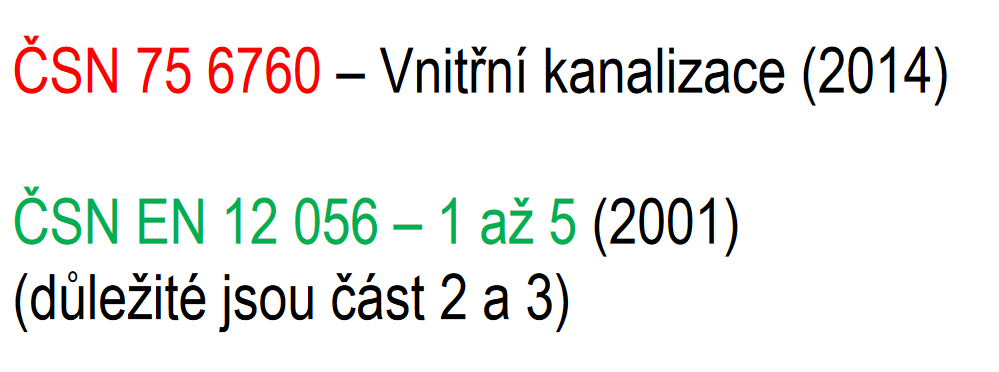 ČSN 75 6760 – Vnitřní kanalizace (2014)
ČSN EN 12 056 – 1 až 5 (2001)
(důležité jsou část 2 a 3)